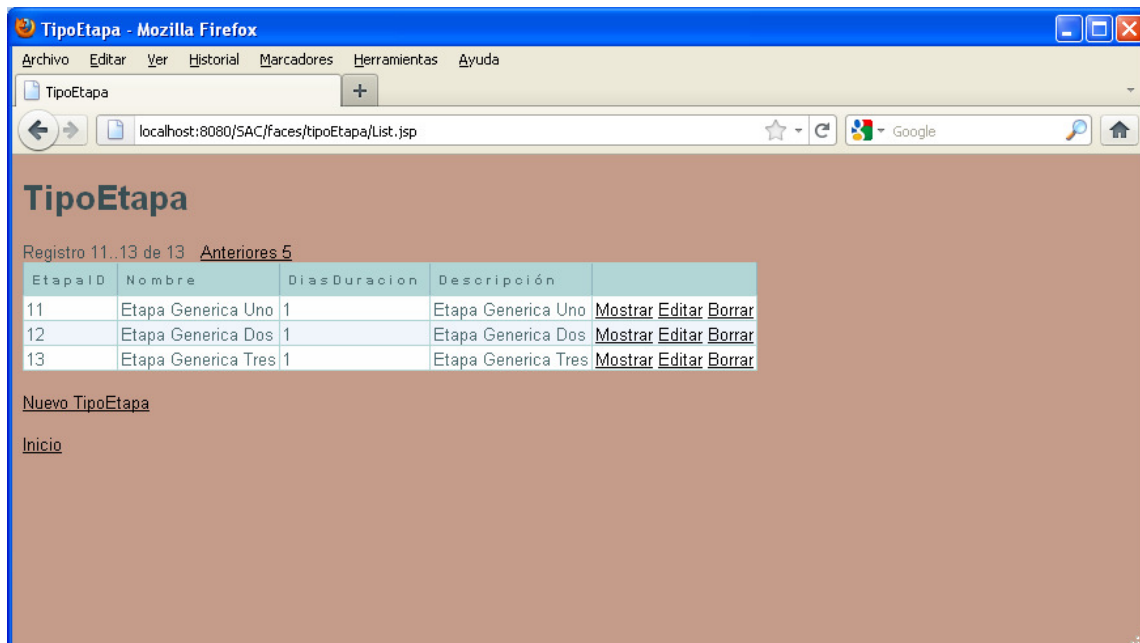 TipoEtapa - Mozilla Firefox
Archivo Editar Ver Historial Marcadores Herramientas Ayuda
TipoEtapa +
localhost:8080/SAC/faces/tipoEtapa/List.jsp Google
TipoEtapa
Registro 11..13 de 13 Anteriores 5
EtapaID Nombre DiasDuracion Descripción
11 Etapa Generica Uno 1 Etapa Generica Uno Mostrar Editar Borrar
12 Etapa Generica Dos 1 Etapa Generica Dos Mostrar Editar Borrar
13 Etapa Generica Tres 1 Etapa Generica Tres Mostrar Editar Borrar
Nuevo TipoEtapa
Inicio